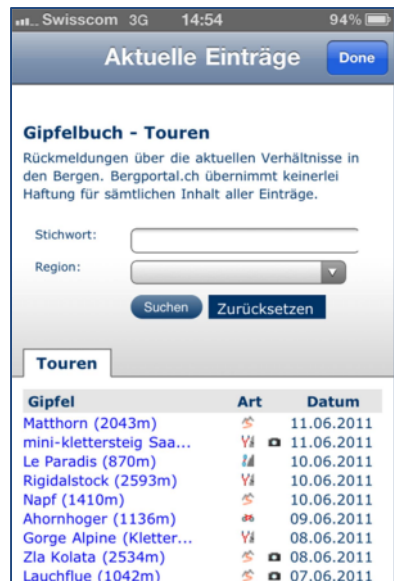 Swisscom 3G 14:54 94%
Aktuelle Einträge Done
Gipfelbuch - Touren
Rückmeldungen über die aktuellen Verhältnisse in
den Bergen. Bergportal.ch übernimmt keinerlei
Haftung für sämtlichen Inhalt aller Einträge.
Stichwort:
Region:
Suchen Zurücksetzen
Touren
Gipfel Art Datum
Matthorn (2043m) 11.06.2011
mini-klettersteig Saa... 11.06.2011
Le Paradis (870m) 10.06.2011
Rigidalstock (2593m) 10.06.2011
Napf (1410m) 10.06.2011
Ahornhoger (1136m) 09.06.2011
Gorge Alpine (Kletter... 08.06.2011
Zla Kolata (2534m) 08.06.2011
Lauchflue (1042m) 07.06.2011